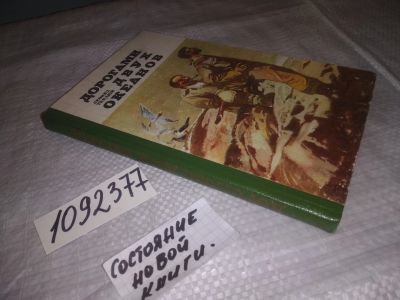 ДОРОГАМИ
ДВУХ
ОКЕАНОВ
1092377
СОСТОЯНИЕ
НОВОЙ
КНИГИ.